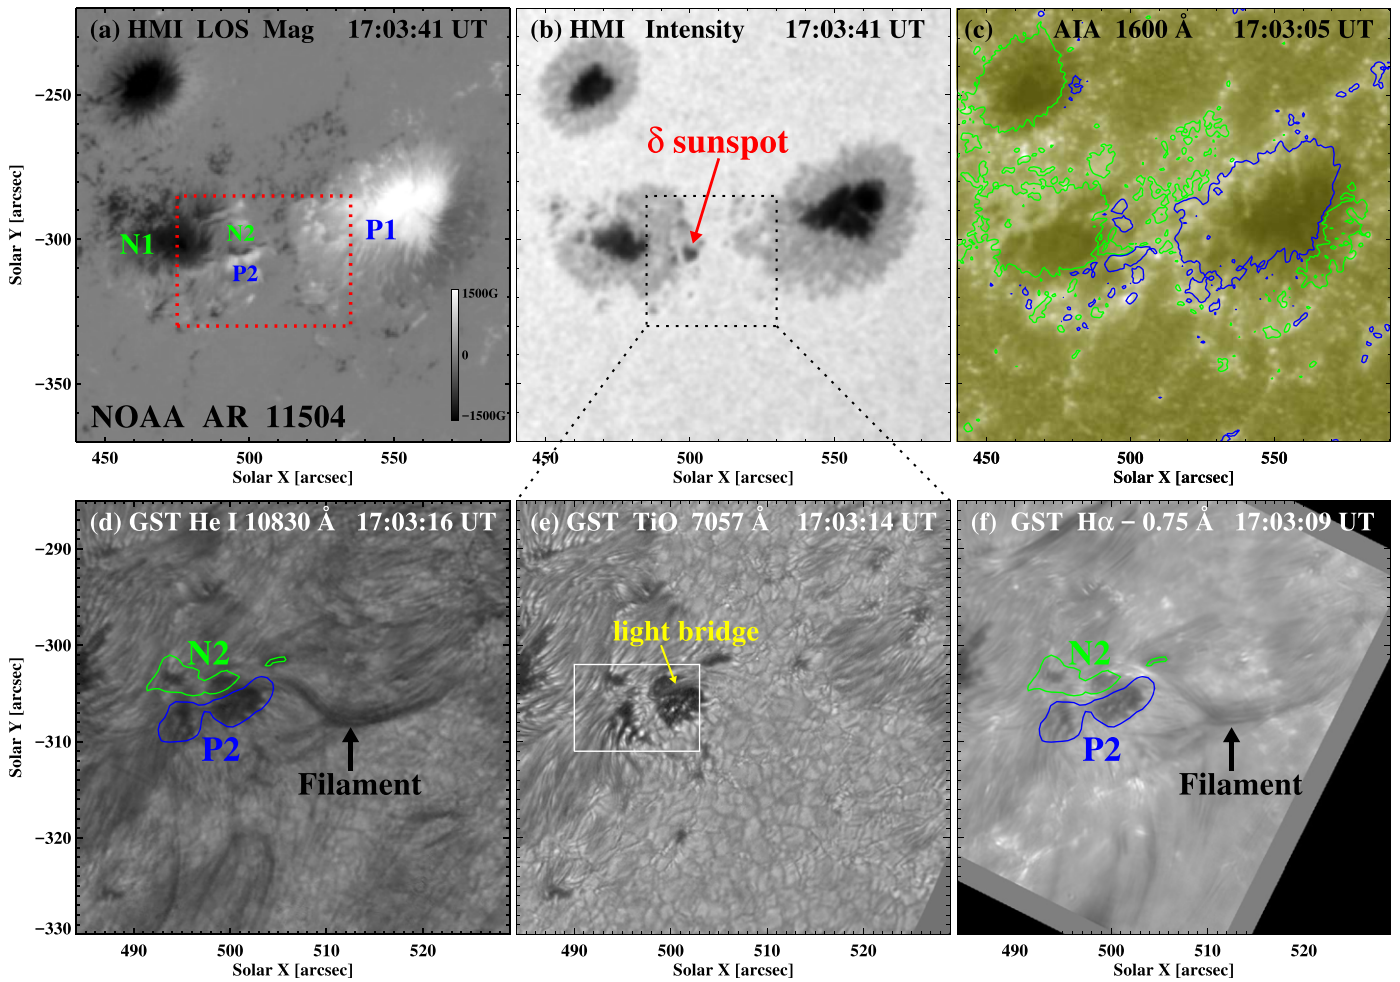 (a) HMI LOS Mag 17:03:41 UT
(b) HMI Intensity 17:03:41 UT
(c) AIA 1600 Å 17:03:05 UT
Solar Y [arcsec]
−250
−300
−350
N1
N2
P2
P1
1500G
0
−1500G
NOAA AR 11504
δ sunspot
450 500 550
Solar X [arcsec]
450 500 550
Solar X [arcsec]
450 500 550
Solar X [arcsec]
(d) GST He I 10830 Å 17:03:16 UT
(e) GST TiO 7057 Å 17:03:14 UT
(f) GST Hα − 0.75 Å 17:03:09 UT
Solar Y [arcsec]
−290
−300
−310
−320
−330
N2
P2
Filament
light bridge
N2
P2
Filament
490 500 510 520
Solar X [arcsec]
490 500 510 520
Solar X [arcsec]
490 500 510 520
Solar X [arcsec]